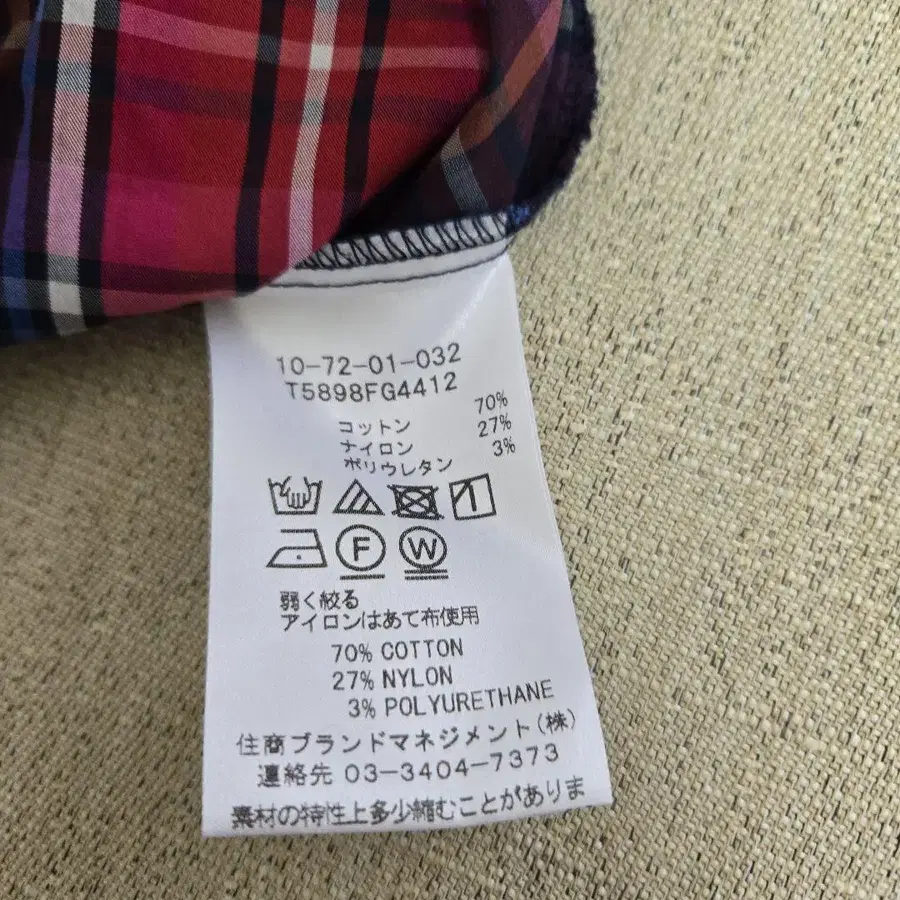 10-72-01-032
T5898FG4412
コットン 70%
ナイロン 27%
ポリウレタン 3%
F W
弱く絞る
アイロンはあて布使用
70% COTTON
27% NYLON
3% POLYURETHANE
住商ブランドマネジメント(株)
連絡先 03-3404-7373
素材の特性上多少縮むことがありま